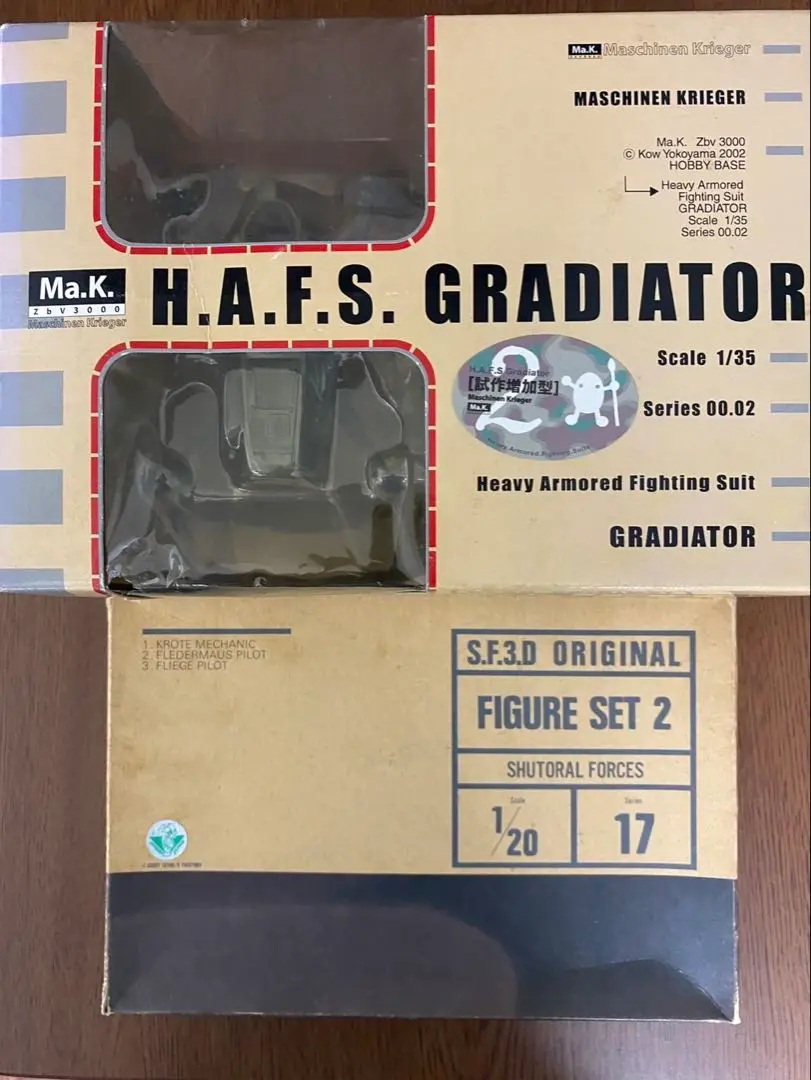 Ma.K. Maschinen Krieger
MASCHINEN KRIEGER
Ma.K. Zbv 3000
© Kow Yokoyama 2002
HOBBY BASE
Heavy Armored
Fighting Suit
GRADIATOR
Scale 1/35
Series 00.02
Ma.K.
ZbV3000
Maschinen Krieger
H.A.F.S. GRADIATOR
Scale 1/35
H.A.F.S Gradiator
[試作増加型]
Maschinen Krieger
Ma.K.
2
Series 00.02
Heavy Armored Fighting Suits
Heavy Armored Fighting Suit
GRADIATOR
1. KROTE MECHANIC
2. FLEDERMAUS PILOT
3. FLIEGE PILOT
S.F.3.D ORIGINAL
FIGURE SET 2
SHUTORAL FORCES
Scale
1/20
Series
17